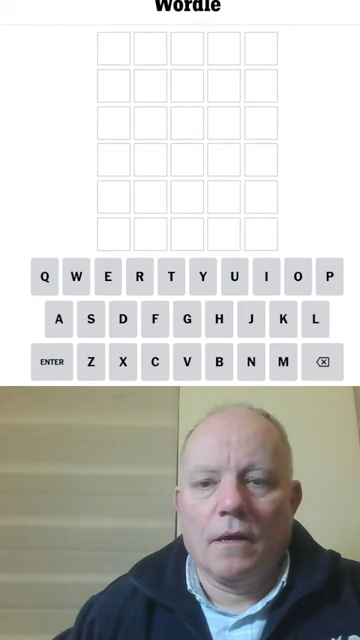 Wordle
Q W E R T Y U I O P
A S D F G H J K L
ENTER Z X C V B N M